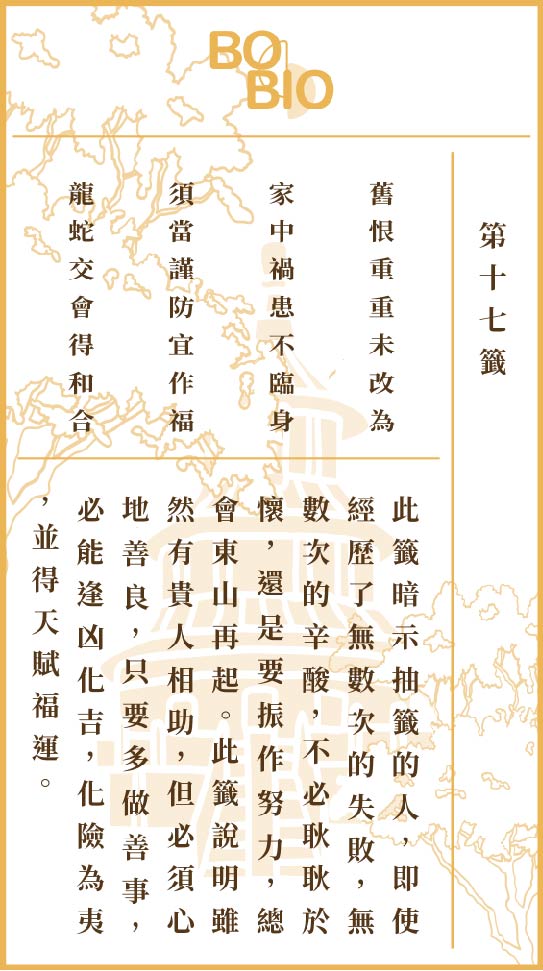 BO
BIO
第十七籤
舊恨重重未改為
家中禍患不臨身
須當謹防宜作福
龍蛇交會得和合
此籤暗示抽籤的人，即使
經歷了無數次的失敗，無
數次的辛酸，不必耿耿於
懷，還是要振作努力，總
會東山再起。此籤說明雖
然有貴人相助，但必須心
地善良，只要多做善事，
必能逢凶化吉，化險為夷
，並得天賦福運。